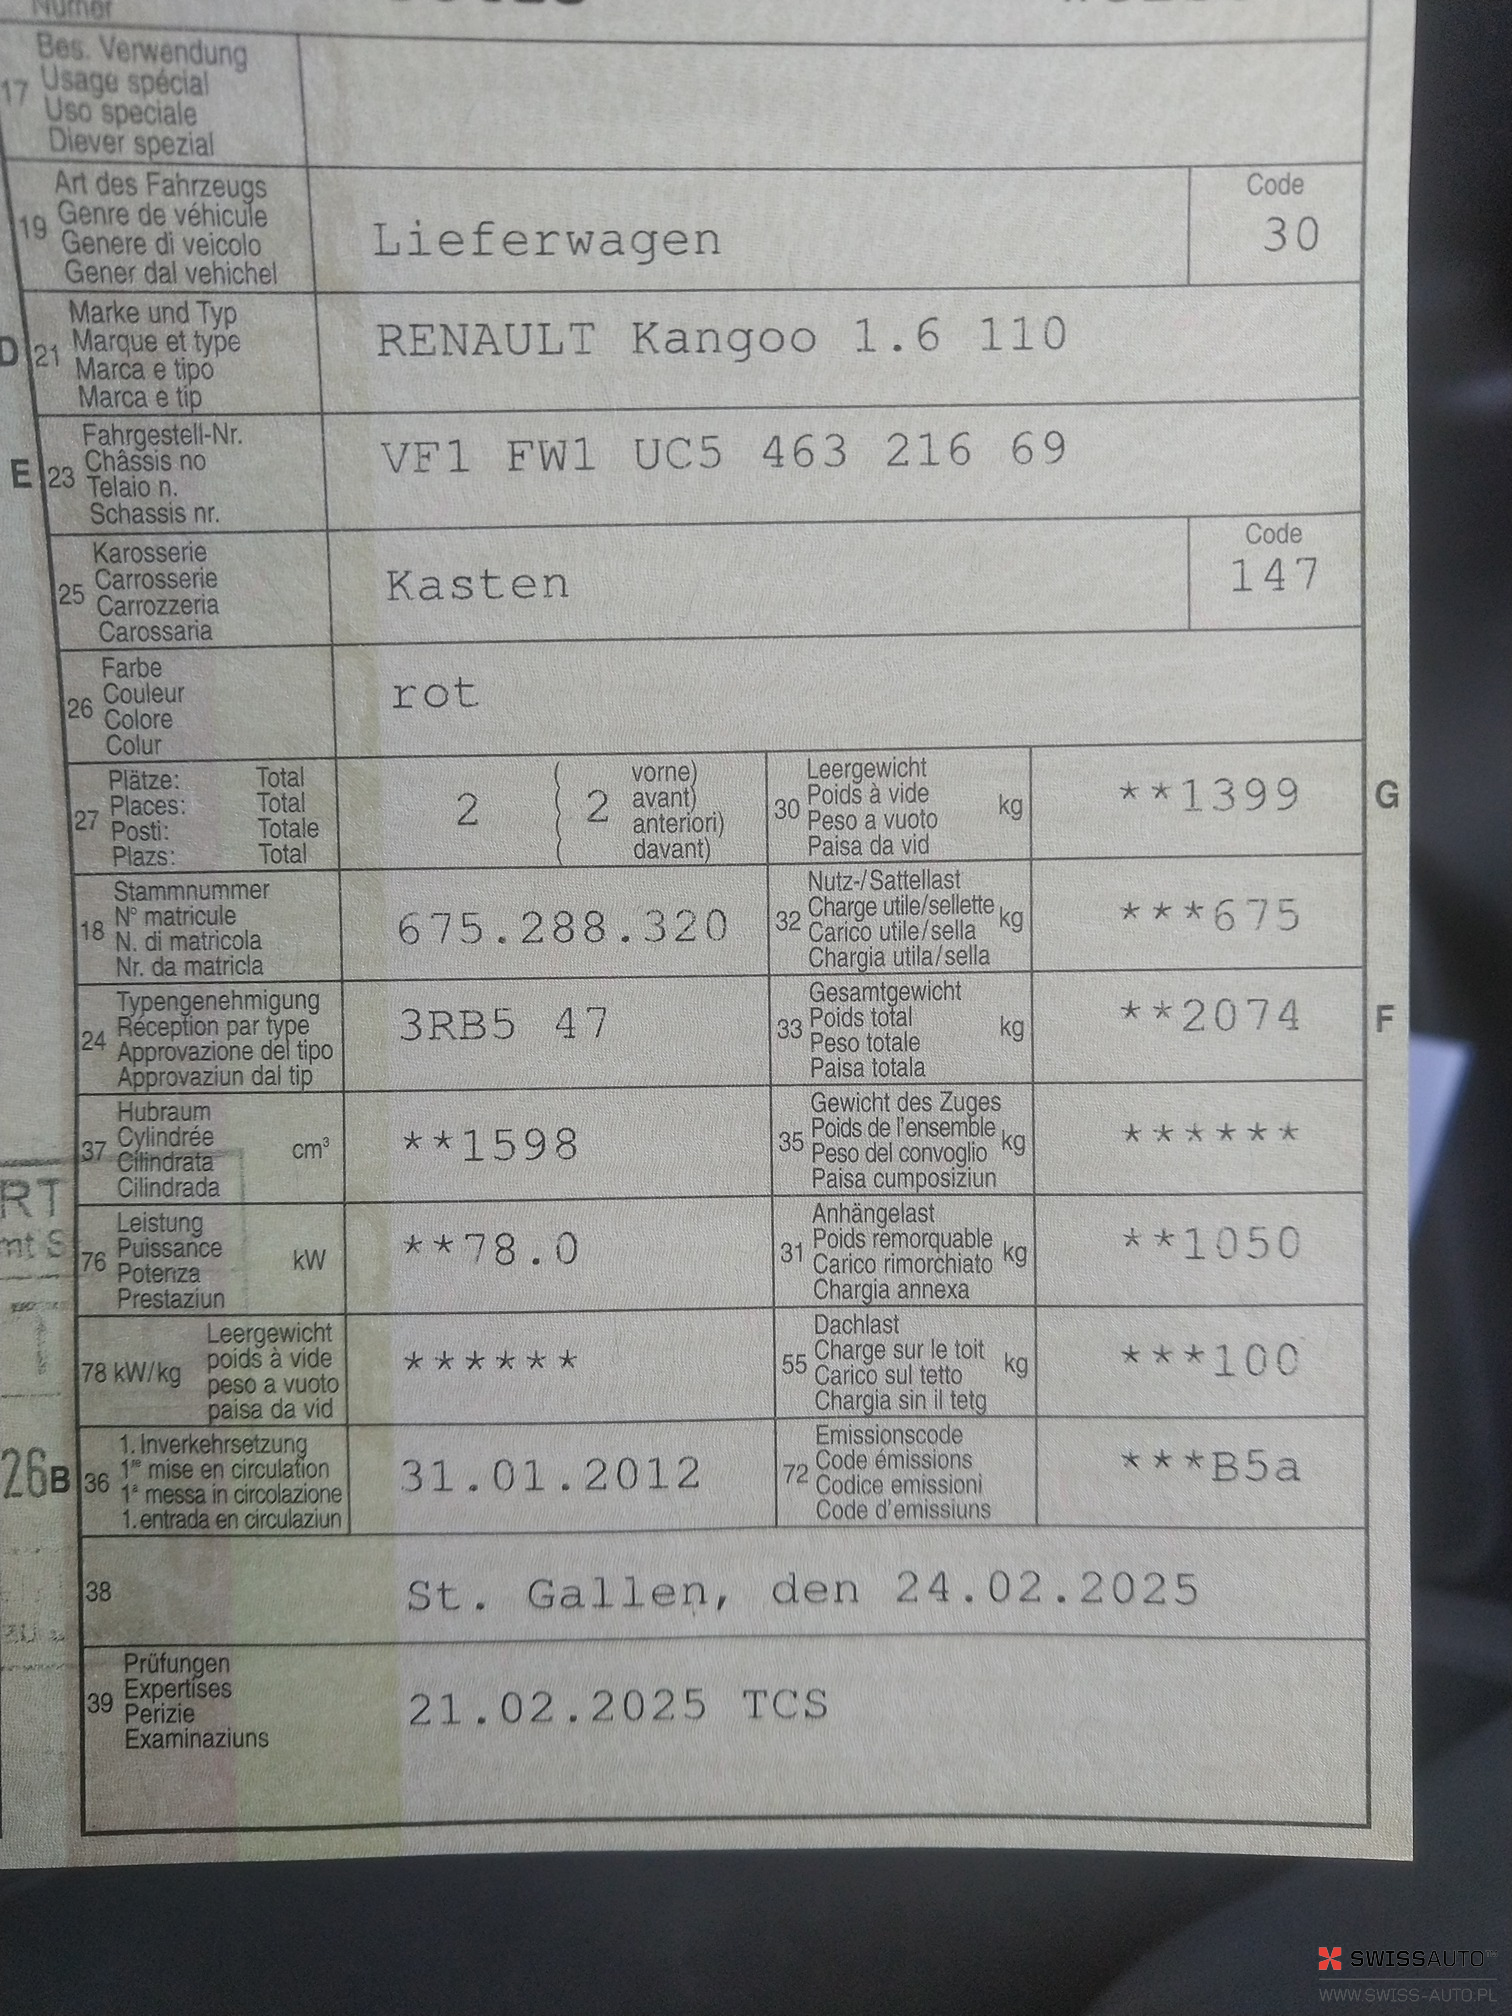 Numer
Bes. Verwendung
17 Usage spécial
Uso speciale
Diever spezial
Art des Fahrzeugs
19 Genre de véhicule
Genere di veicolo
Gener dal vehichel
Lieferwagen
Code
30
Marke und Typ
D 21 Marque et type
Marca e tipo
Marca e tip
RENAULT Kangoo 1.6 110
Fahrgestell-Nr.
E 23 Châssis no
Telaio n.
Schassis nr.
VF1 FW1 UC5 463 216 69
Karosserie
25 Carrosserie
Carrozzeria
Carossaria
Kasten
Code
147
Farbe
26 Couleur
Colore
Colur
rot
Plätze: Total
27 Places: Total
Posti: Totale
Plazs: Total
2 ( 2 vorne)
avant)
anteriori)
davant)
Leergewicht
30 Poids à vide kg
Peso a vuoto
Paisa da vid
**1399 G
Stammnummer
18 N° matricule
N. di matricola
Nr. da matricla
675.288.320
Nutz-/Sattellast
32 Charge utile/sellette kg
Carico utile/sella
Chargia utila/sella
***675
Typengenehmigung
24 Réception par type
Approvazione del tipo
Approvaziun dal tip
3RB5 47
Gesamtgewicht
33 Poids total kg
Peso totale
Paisa totala
**2074 F
Hubraum
37 Cylindrée cm³
Cilindrata
Cilindrada
**1598
Gewicht des Zuges
35 Poids de l'ensemble kg
Peso del convoglio
Paisa cumposiziun
******
Leistung
76 Puissance kW
Potenza
Prestaziun
**78.0
Anhängelast
31 Poids remorquable kg
Carico rimorchiato
Chargia annexa
**1050
Leergewicht
78 kW/kg poids à vide
peso a vuoto
paisa da vid
******
Dachlast
55 Charge sur le toit kg
Carico sul tetto
Chargia sin il tetg
***100
1. Inverkehrsetzung
B 36 1re mise en circulation
1a messa in circolazione
1. entrada en circulaziun
31.01.2012
Emissionscode
72 Code émissions
Codice emissioni
Code d'emissiuns
***B5a
38 St. Gallen, den 24.02.2025
Prüfungen
39 Expertises
Perizie
Examinaziuns
21.02.2025 TCS
RT
26
SWISSAUTO
WWW.SWISS-AUTO.PL